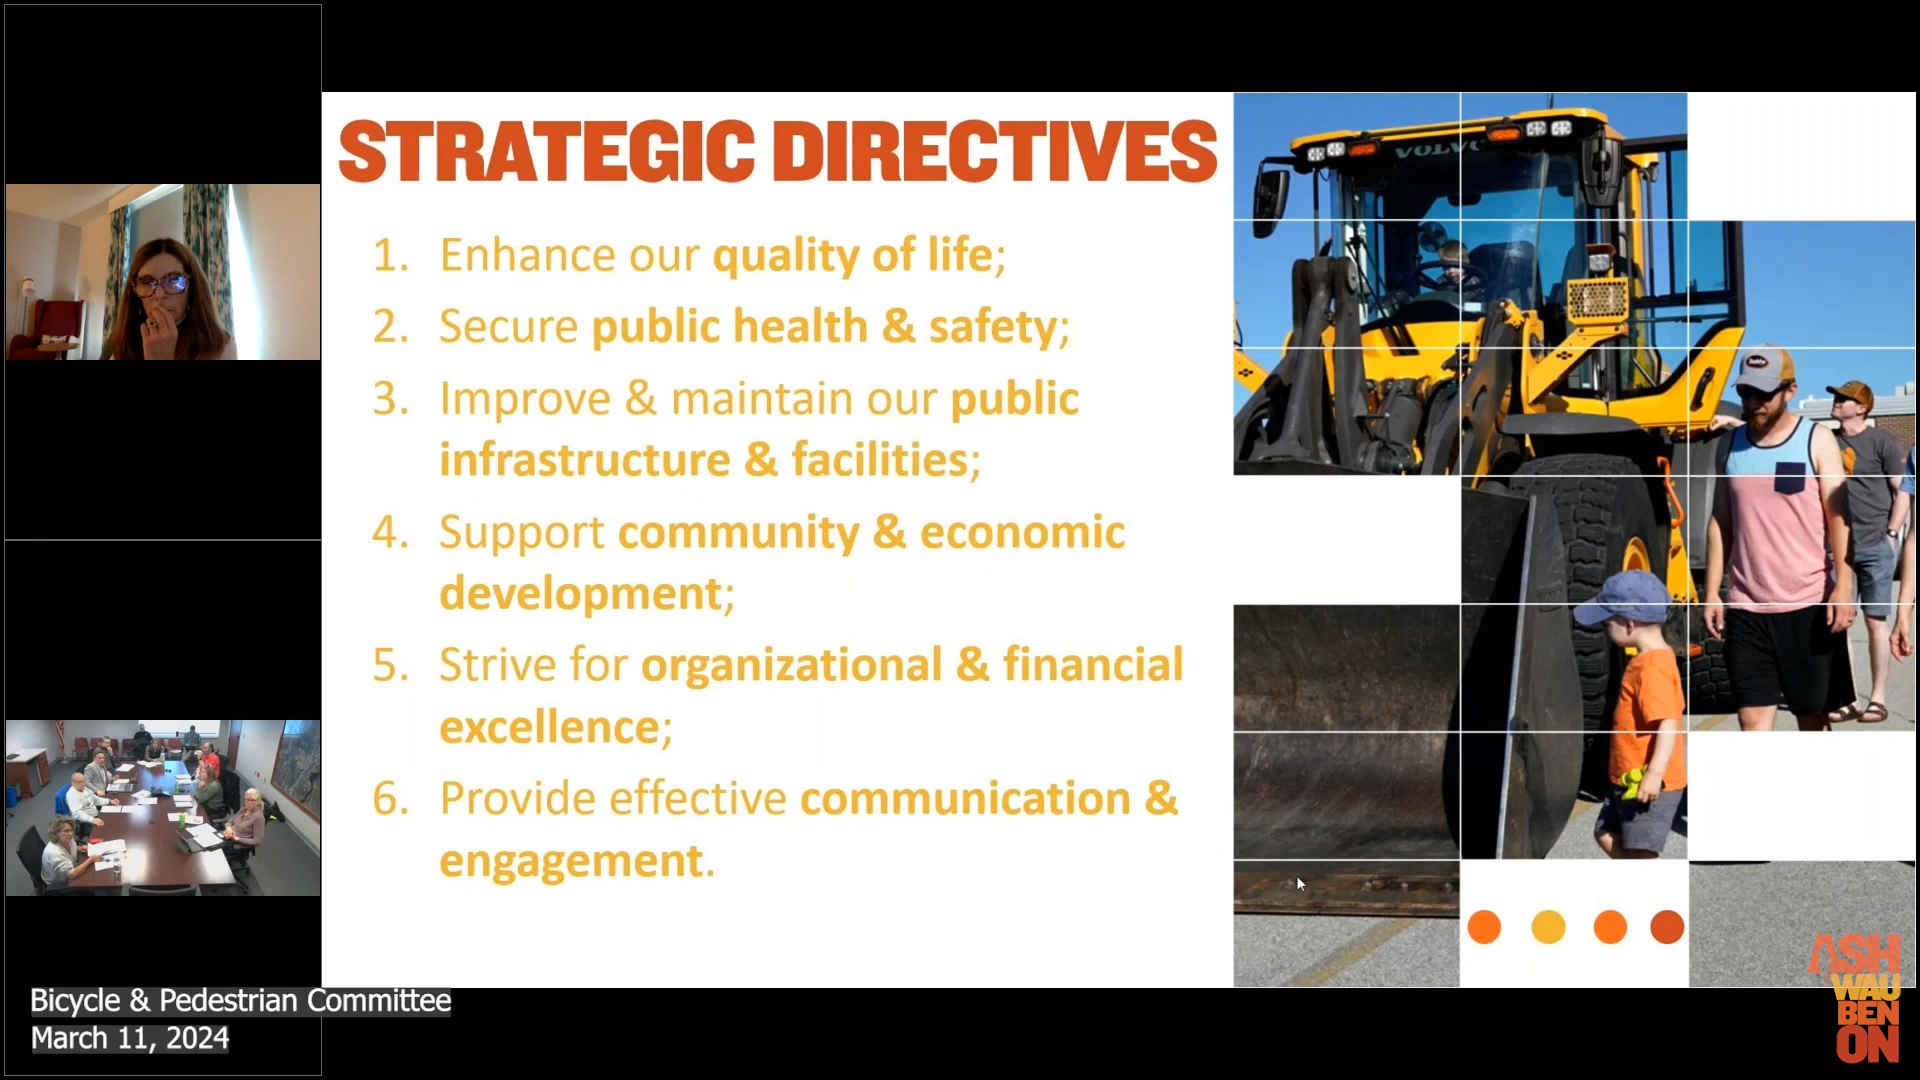 STRATEGIC DIRECTIVES
1. Enhance our quality of life;
2. Secure public health & safety;
3. Improve & maintain our public
infrastructure & facilities;
4. Support community & economic
development;
5. Strive for organizational & financial
excellence;
6. Provide effective communication &
engagement.
VOLVO
Bicycle & Pedestrian Committee
March 11, 2024
ASH
WAU
BEN
ON